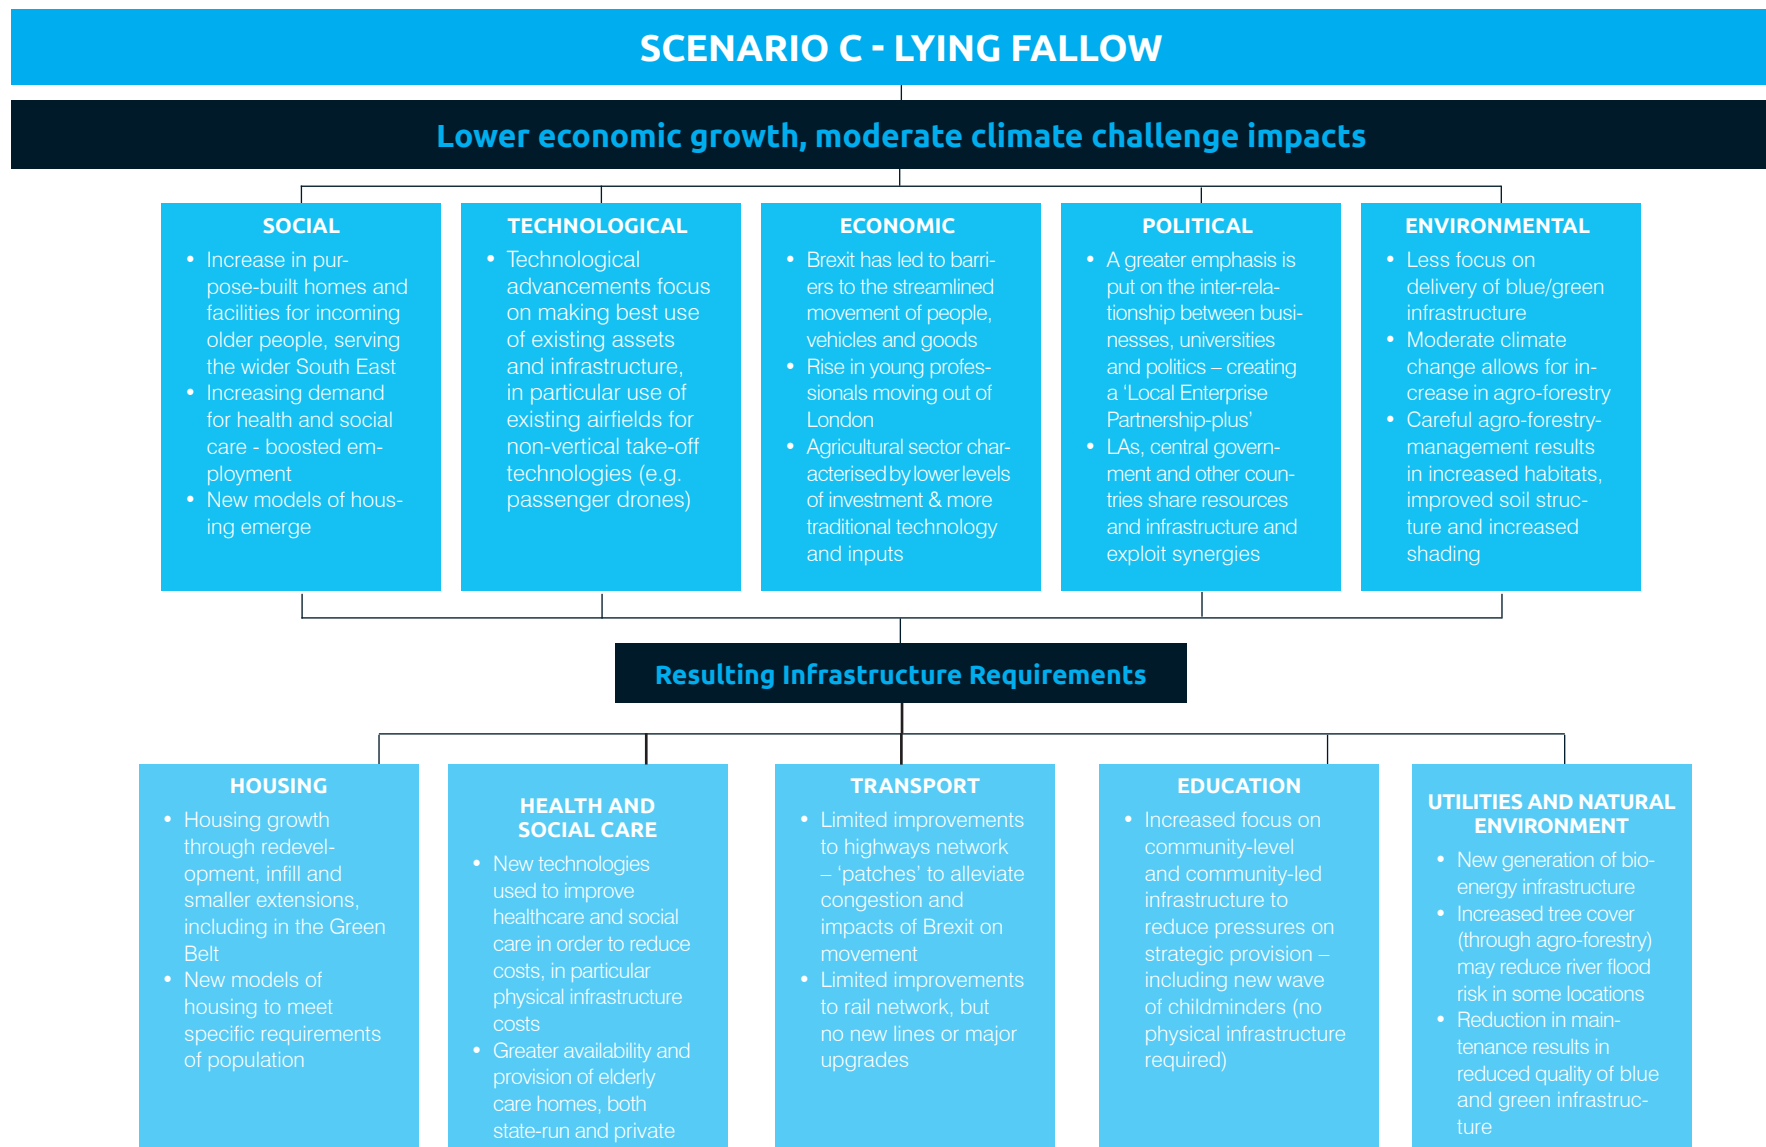 SCENARIO C - LYING FALLOW
Lower economic growth, moderate climate challenge impacts
SOCIAL
• Increase in pur-
pose-built homes and
facilities for incoming
older people, serving
the wider South East
• Increasing demand
for health and social
care - boosted em-
ployment
• New models of hous-
ing emerge
TECHNOLOGICAL
• Technological
advancements focus
on making best use
of existing assets
and infrastructure,
in particular use of
existing airfields for
non-vertical take-off
technologies (e.g.
passenger drones)
ECONOMIC
• Brexit has led to barri-
ers to the streamlined
movement of people,
vehicles and goods
• Rise in young profes-
sionals moving out of
London
• Agricultural sector char-
acterised by lower levels
of investment & more
traditional technology
and inputs
POLITICAL
• A greater emphasis is
put on the inter-rela-
tionship between busi-
nesses, universities
and politics – creating
a ‘Local Enterprise
Partnership-plus’
• LAs, central govern-
ment and other coun-
tries share resources
and infrastructure and
exploit synergies
ENVIRONMENTAL
• Less focus on
delivery of blue/green
infrastructure
• Moderate climate
change allows for in-
crease in agro-forestry
• Careful agro-forestry-
management results
in increased habitats,
improved soil struc-
ture and increased
shading
Resulting Infrastructure Requirements
HOUSING
• Housing growth
through redevel-
opment, infill and
smaller extensions,
including in the Green
Belt
• New models of
housing to meet
specific requirements
of population
HEALTH AND
SOCIAL CARE
• New technologies
used to improve
healthcare and social
care in order to reduce
costs, in particular
physical infrastructure
costs
• Greater availability and
provision of elderly
care homes, both
state-run and private
TRANSPORT
• Limited improvements
to highways network
– ‘patches’ to alleviate
congestion and
impacts of Brexit on
movement
• Limited improvements
to rail network, but
no new lines or major
upgrades
EDUCATION
• Increased focus on
community-level
and community-led
infrastructure to
reduce pressures on
strategic provision –
including new wave
of childminders (no
physical infrastructure
required)
UTILITIES AND NATURAL
ENVIRONMENT
• New generation of bio-
energy infrastructure
• Increased tree cover
(through agro-forestry)
may reduce river flood
risk in some locations
• Reduction in main-
tenance results in
reduced quality of blue
and green infrastruc-
ture